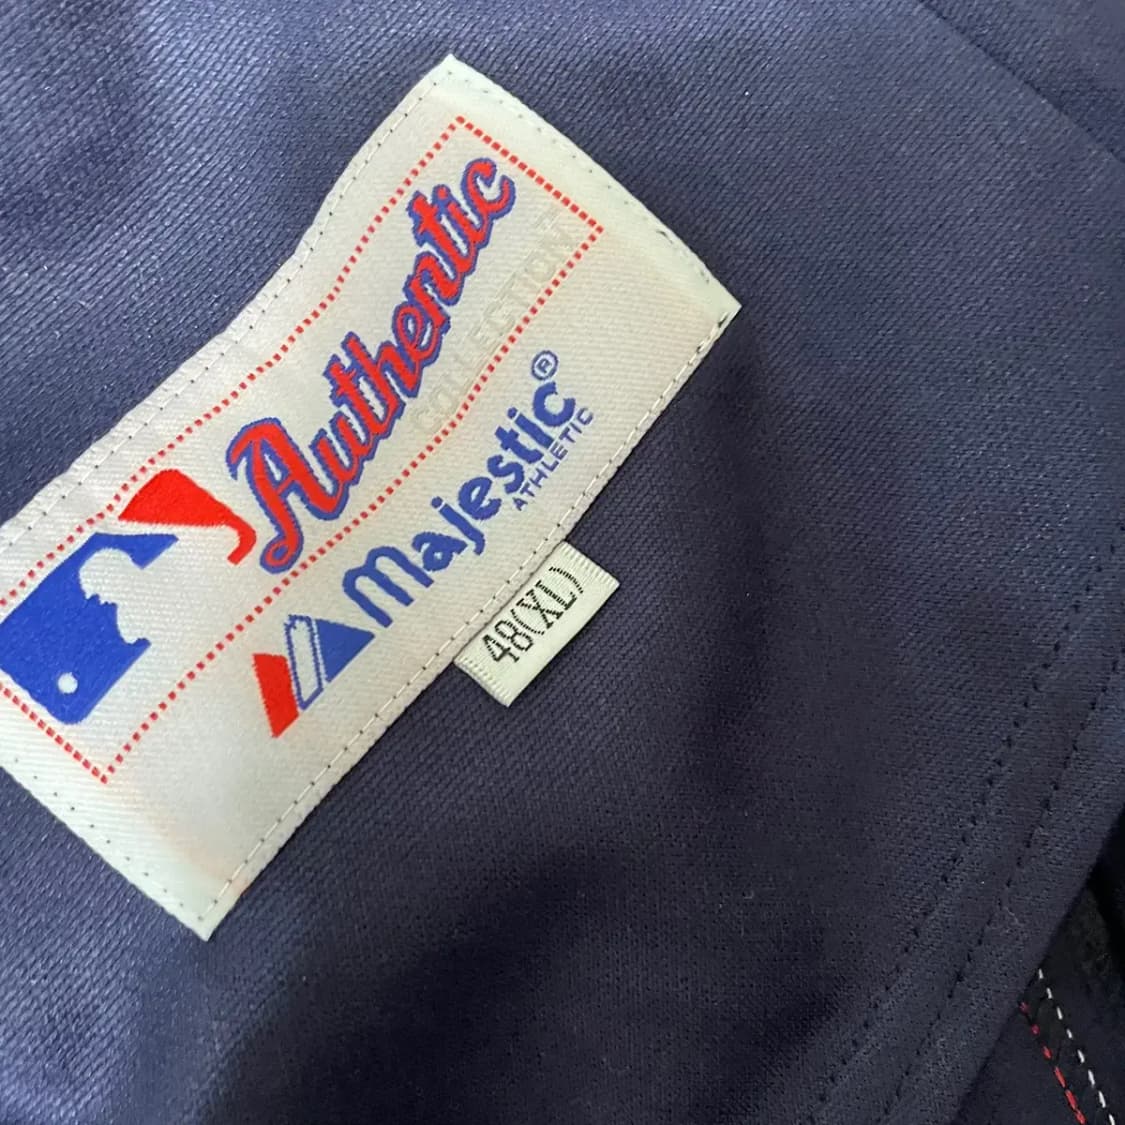 Authentic
COLLECTION
majestic®
ATHLETIC
48(XL)